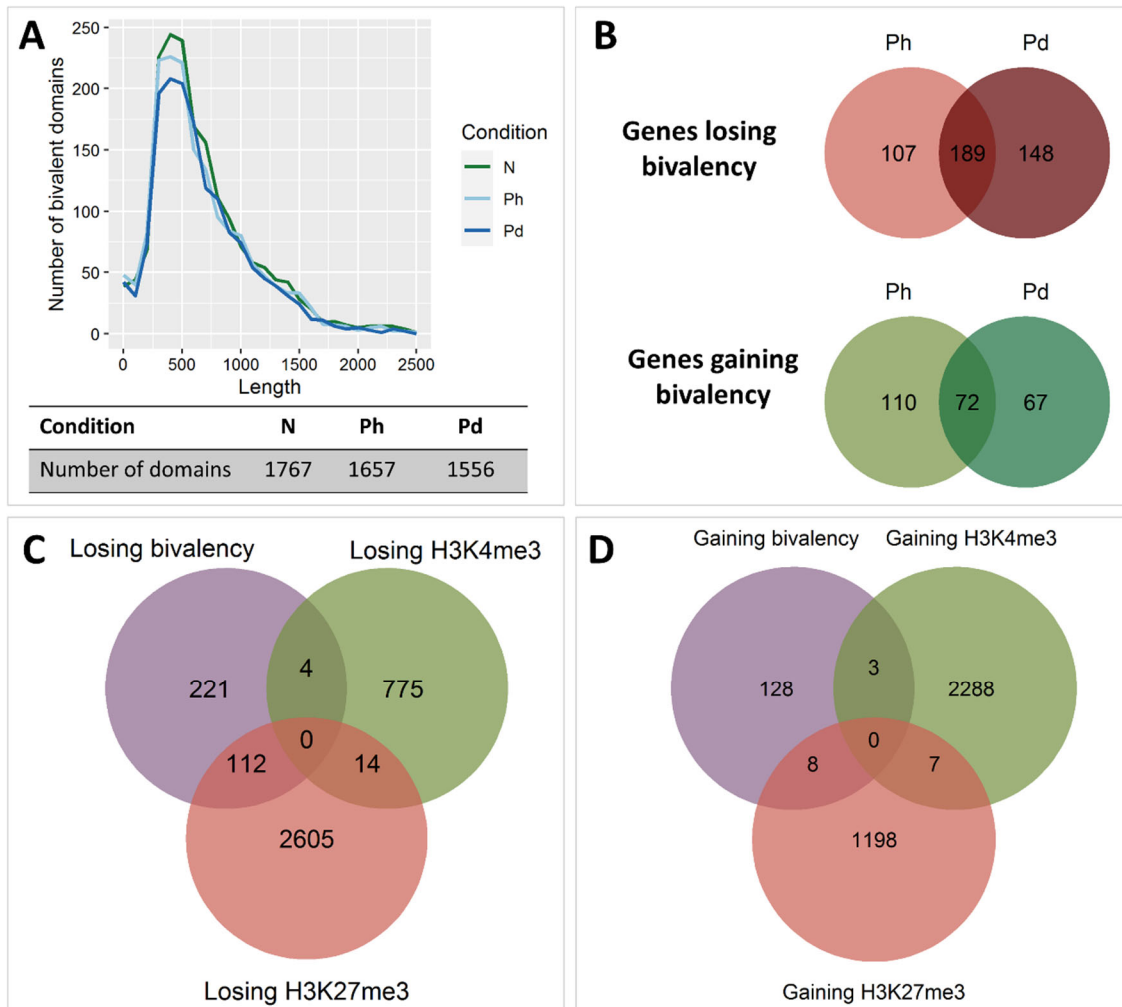 A
250
200
150
100
50
0
Number of bivalent domains
0 500 1000 1500 2000 2500
Length
Condition
N
Ph
Pd
Condition N Ph Pd
Number of domains 1767 1657 1556
B
Ph Pd
Genes losing
bivalency
107 189 148
Ph Pd
Genes gaining
bivalency
110 72 67
C
Losing bivalency
Losing H3K4me3
4
221 775
0
112 14
2605
Losing H3K27me3
D
Gaining bivalency Gaining H3K4me3
3
128 2288
0
8 7
1198
Gaining H3K27me3